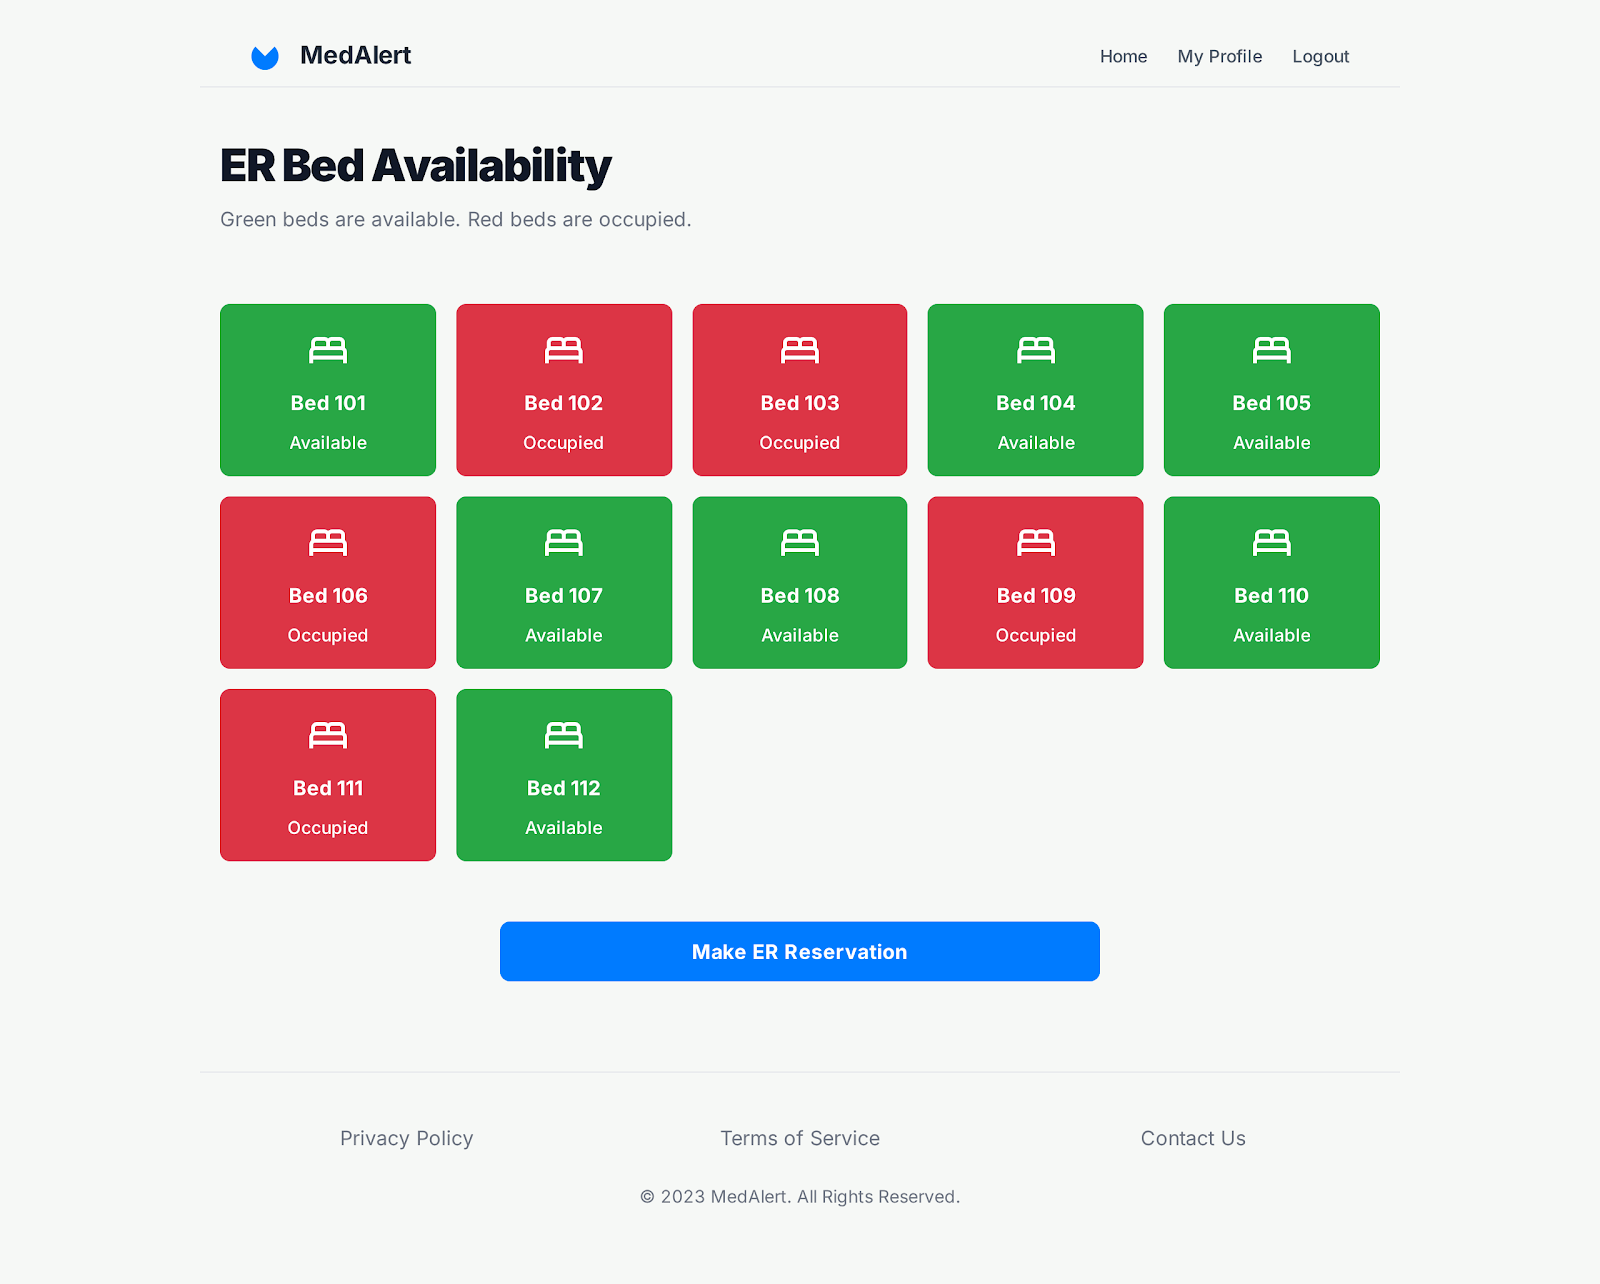 MedAlert
Home My Profile Logout
ER Bed Availability
Green beds are available. Red beds are occupied.
Bed 101
Available
Bed 102
Occupied
Bed 103
Occupied
Bed 104
Available
Bed 105
Available
Bed 106
Occupied
Bed 107
Available
Bed 108
Available
Bed 109
Occupied
Bed 110
Available
Bed 111
Occupied
Bed 112
Available
Make ER Reservation
Privacy Policy Terms of Service Contact Us
© 2023 MedAlert. All Rights Reserved.